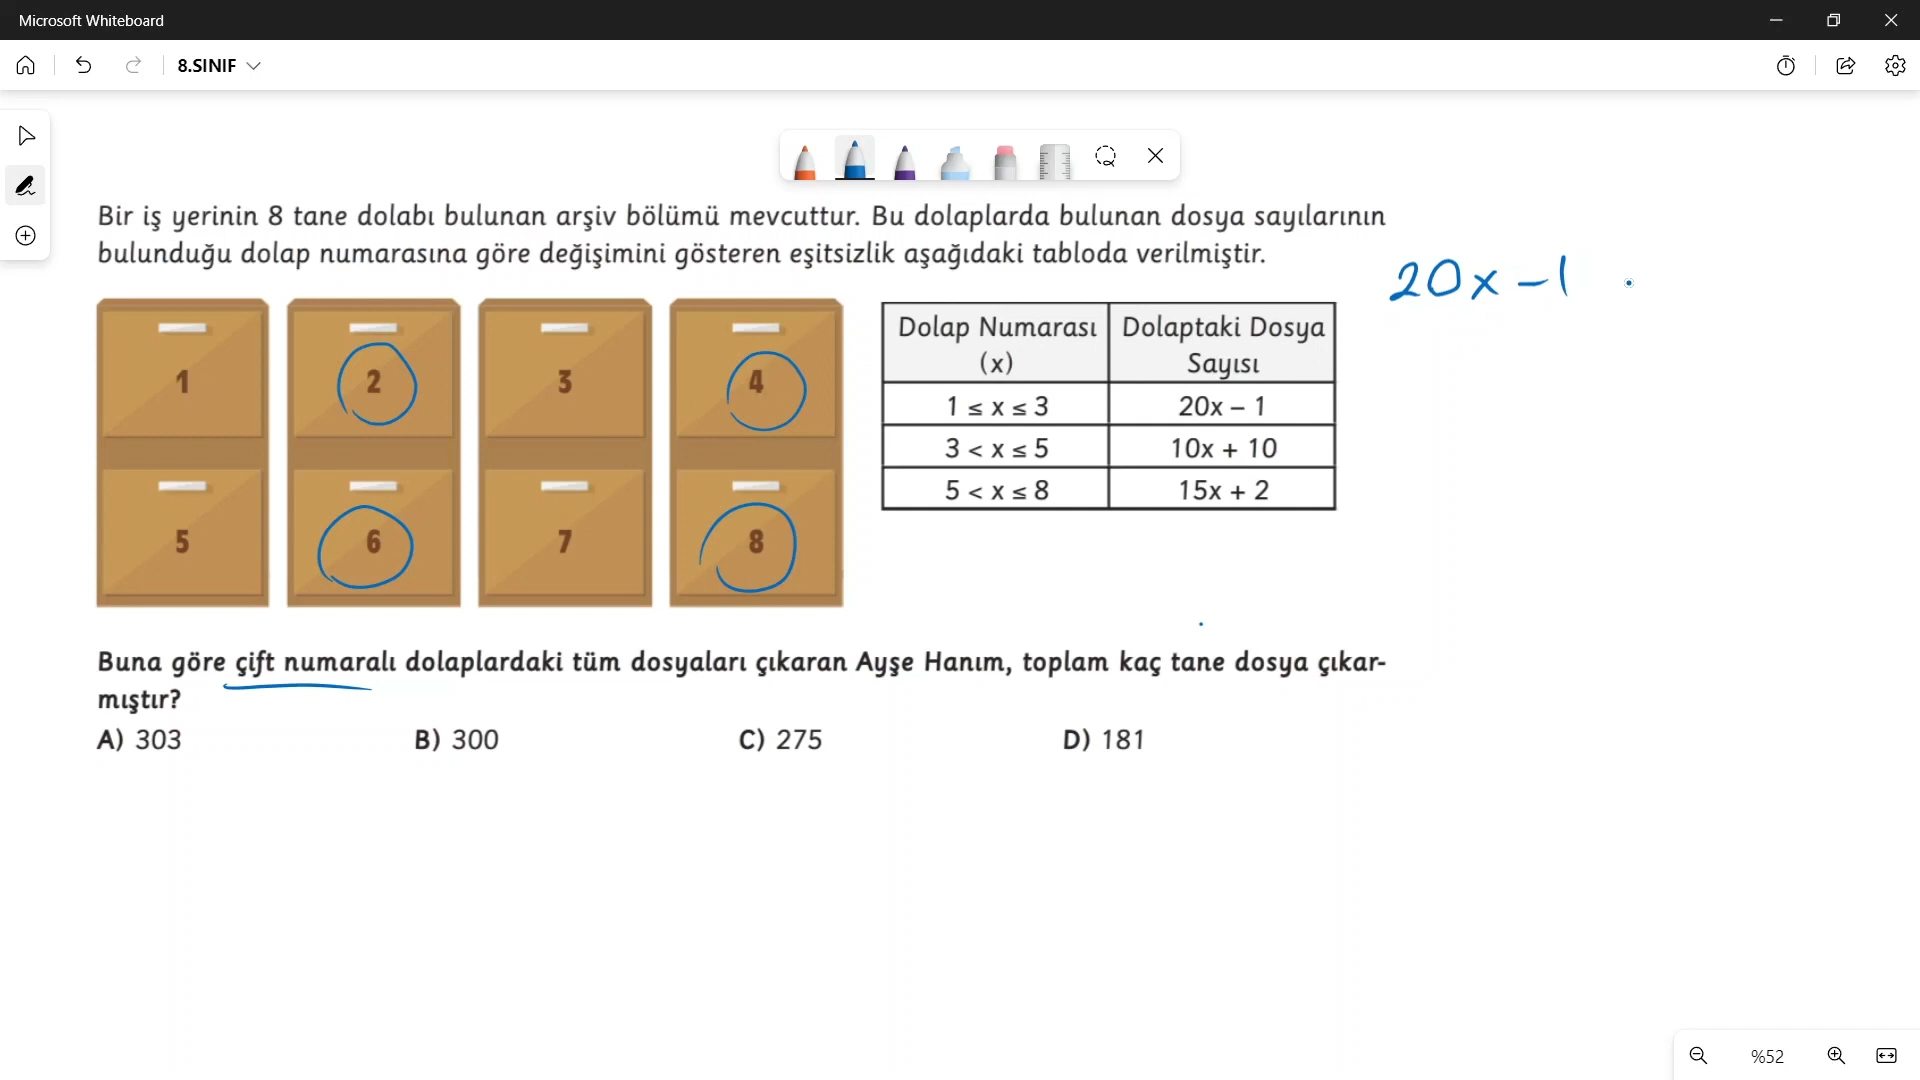 Microsoft Whiteboard
8.SINIF
Bir iş yerinin 8 tane dolabı bulunan arşiv bölümü mevcuttur. Bu dolaplarda bulunan dosya sayılarının
bulunduğu dolap numarasına göre değişimini gösteren eşitsizlik aşağıdaki tabloda verilmiştir.
20x – 1
1 2 3 4
5 6 7 8
Dolap Numarası (x) Dolaptaki Dosya Sayısı
1 ≤ x ≤ 3 20x – 1
3 < x ≤ 5 10x + 10
5 < x ≤ 8 15x + 2
Buna göre çift numaralı dolaplardaki tüm dosyaları çıkaran Ayşe Hanım, toplam kaç tane dosya çıkar-
mıştır?
A) 303 B) 300 C) 275 D) 181
%52